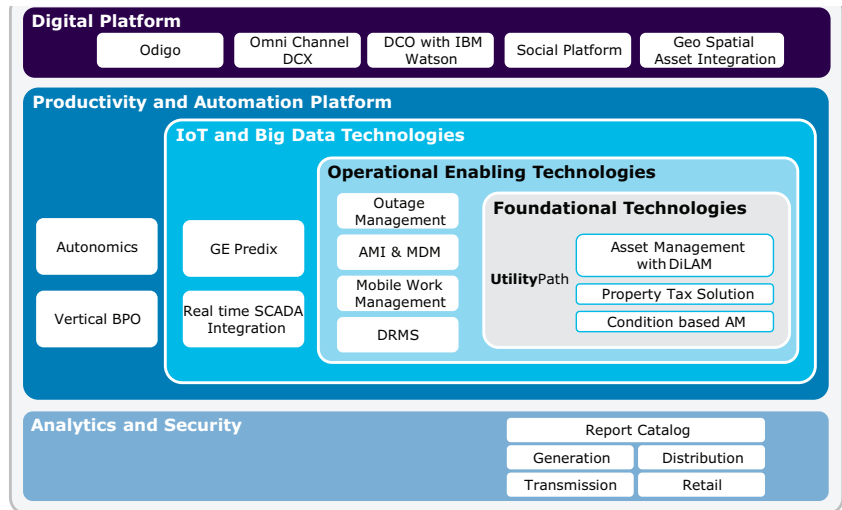 Digital Platform
Odigo
Omni Channel
DCX
DCO with IBM
Watson
Social Platform
Geo Spatial
Asset Integration
Productivity and Automation Platform
IoT and Big Data Technologies
Operational Enabling Technologies
Foundational Technologies
Autonomics
Vertical BPO
GE Predix
Real time SCADA
Integration
Outage
Management
AMI & MDM
Mobile Work
Management
DRMS
UtilityPath
Asset Management
with DiLAM
Property Tax Solution
Condition based AM
Analytics and Security
Report Catalog
Generation
Distribution
Transmission
Retail